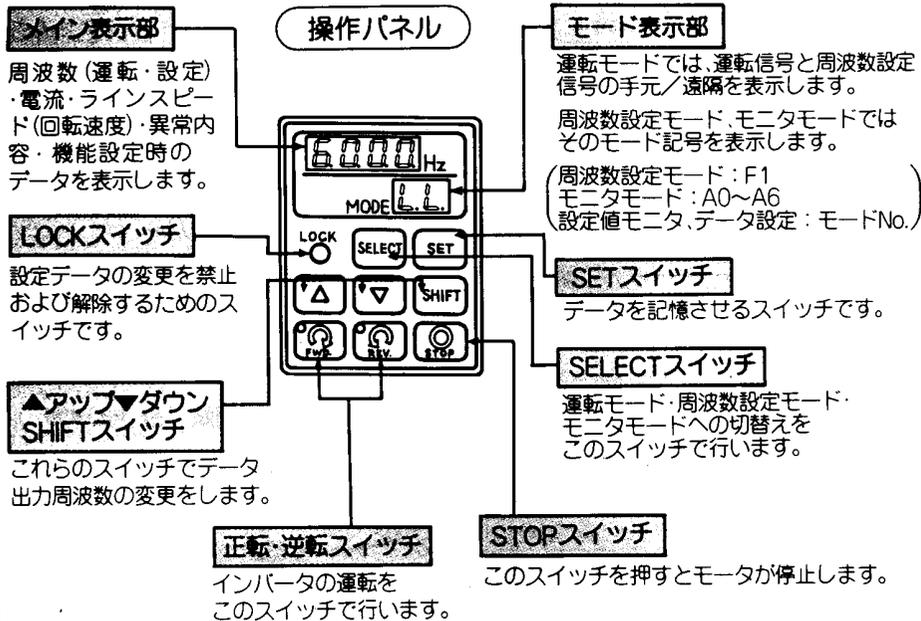 操作パネル
メイン表示部
周波数(運転・設定)
・電流・ラインスピー
ド(回転速度)・異常内
容・機能設定時の
データを表示します。
モード表示部
運転モードでは、運転信号と周波数設定
信号の手元／遠隔を表示します。
周波数設定モード、モニタモードでは
そのモード記号を表示します。
(周波数設定モード：F1
モニタモード：A0～A6
設定値モニタ、データ設定：モードNo.)
60.00 Hz
MODE L.L.
LOCK
SELECT
SET
△
▽
SHIFT
FWD.
REV.
STOP
LOCKスイッチ
設定データの変更を禁止
および解除するためのス
イッチです。
SETスイッチ
データを記憶させるスイッチです。
SELECTスイッチ
運転モード・周波数設定モード・
モニタモードへの切替えを
このスイッチで行います。
▲アップ▼ダウン
SHIFTスイッチ
これらのスイッチでデータ
出力周波数の変更をします。
正転・逆転スイッチ
インバータの運転を
このスイッチで行います。
STOPスイッチ
このスイッチを押すとモータが停止します。